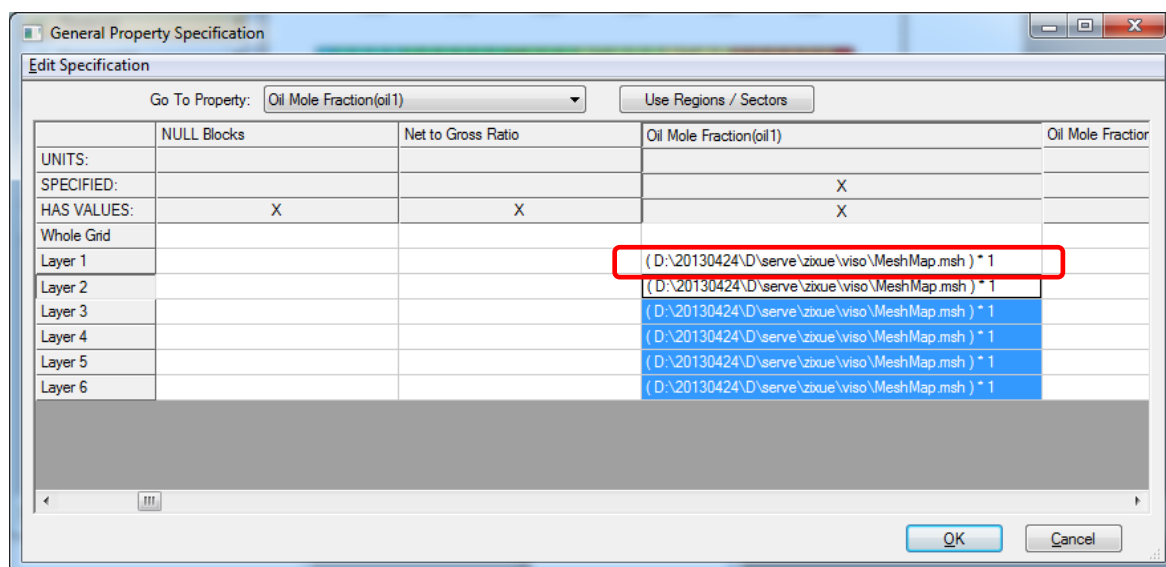 General Property Specification
Edit Specification
Go To Property: Oil Mole Fraction(oil1) Use Regions / Sectors
NULL Blocks Net to Gross Ratio Oil Mole Fraction(oil1) Oil Mole Fraction
UNITS:
SPECIFIED: X
HAS VALUES: X X X
Whole Grid
Layer 1 ( D:\20130424\D\serve\zixue\viso\MeshMap.msh ) * 1
Layer 2 ( D:\20130424\D\serve\zixue\viso\MeshMap.msh ) * 1
Layer 3 ( D:\20130424\D\serve\zixue\viso\MeshMap.msh ) * 1
Layer 4 ( D:\20130424\D\serve\zixue\viso\MeshMap.msh ) * 1
Layer 5 ( D:\20130424\D\serve\zixue\viso\MeshMap.msh ) * 1
Layer 6 ( D:\20130424\D\serve\zixue\viso\MeshMap.msh ) * 1
OK Cancel